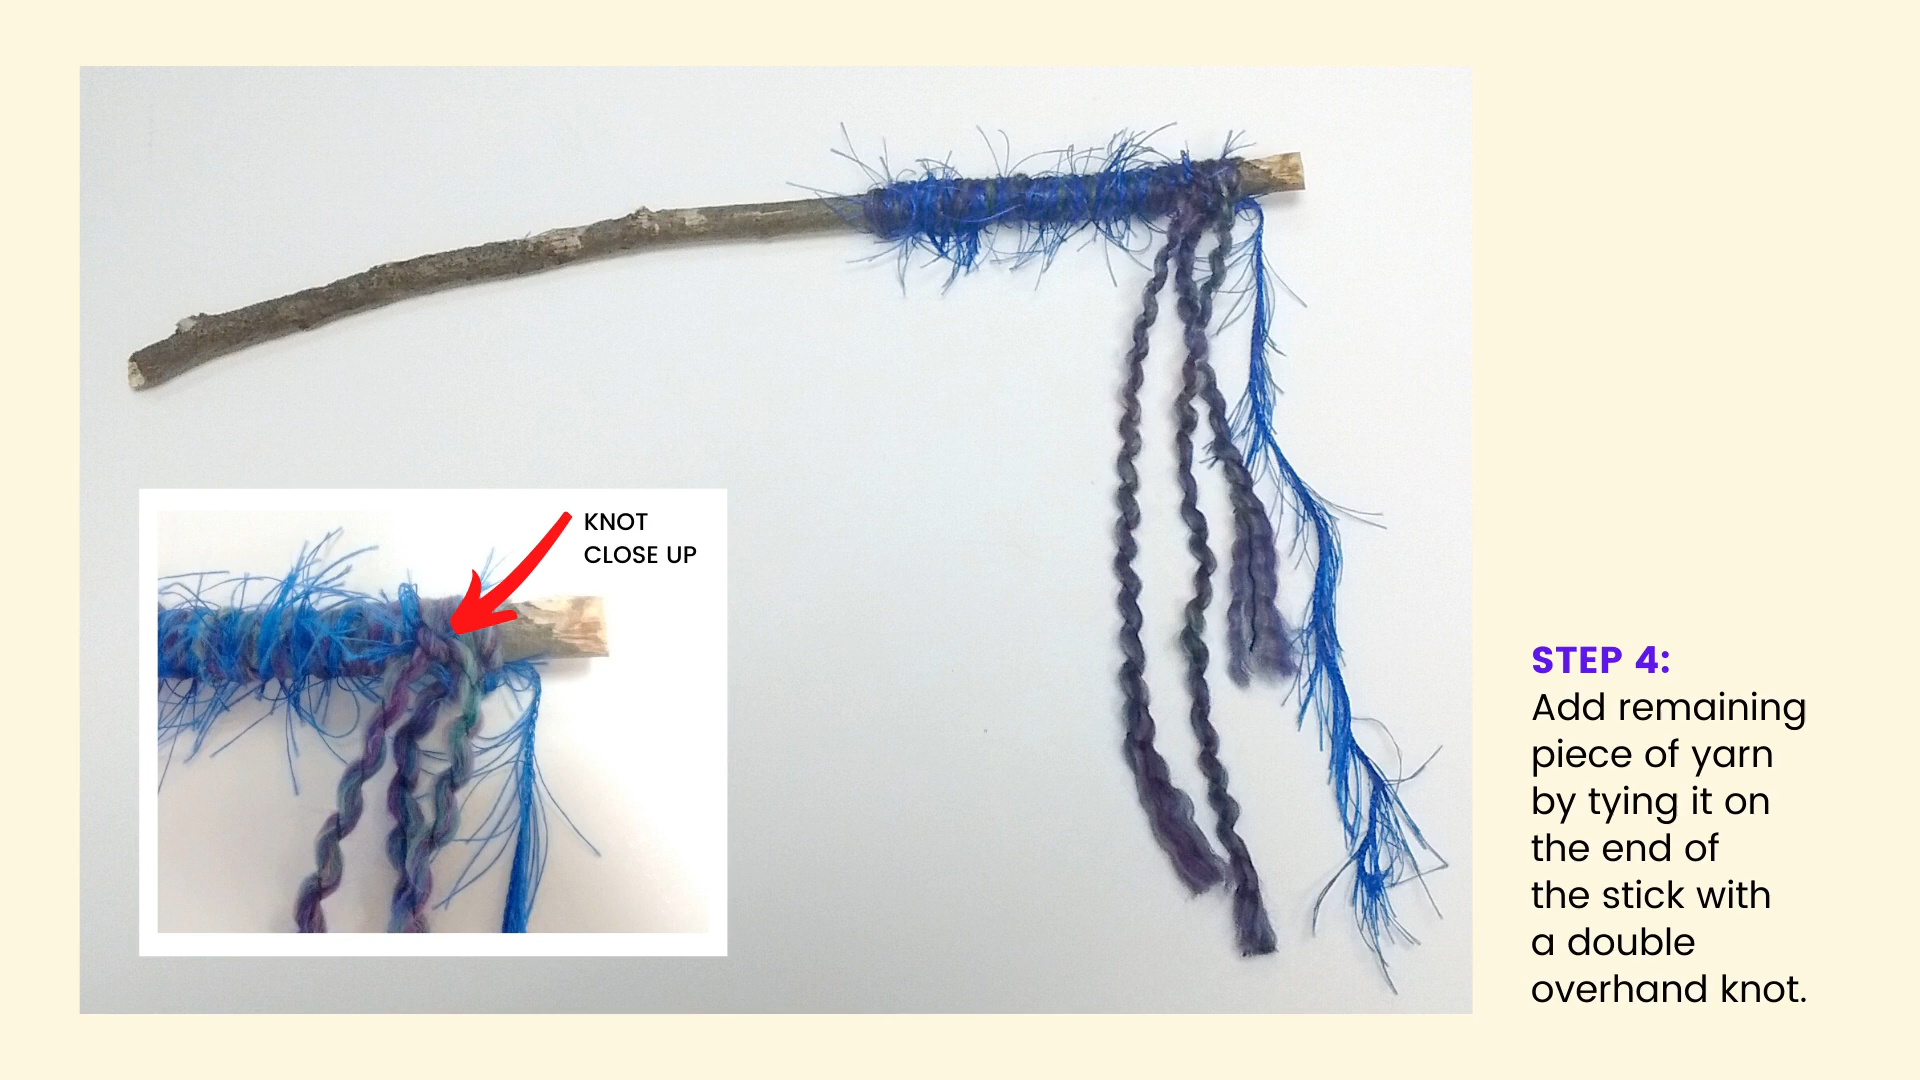 KNOT
CLOSE UP
STEP 4:
Add remaining
piece of yarn
by tying it on
the end of
the stick with
a double
overhand knot.